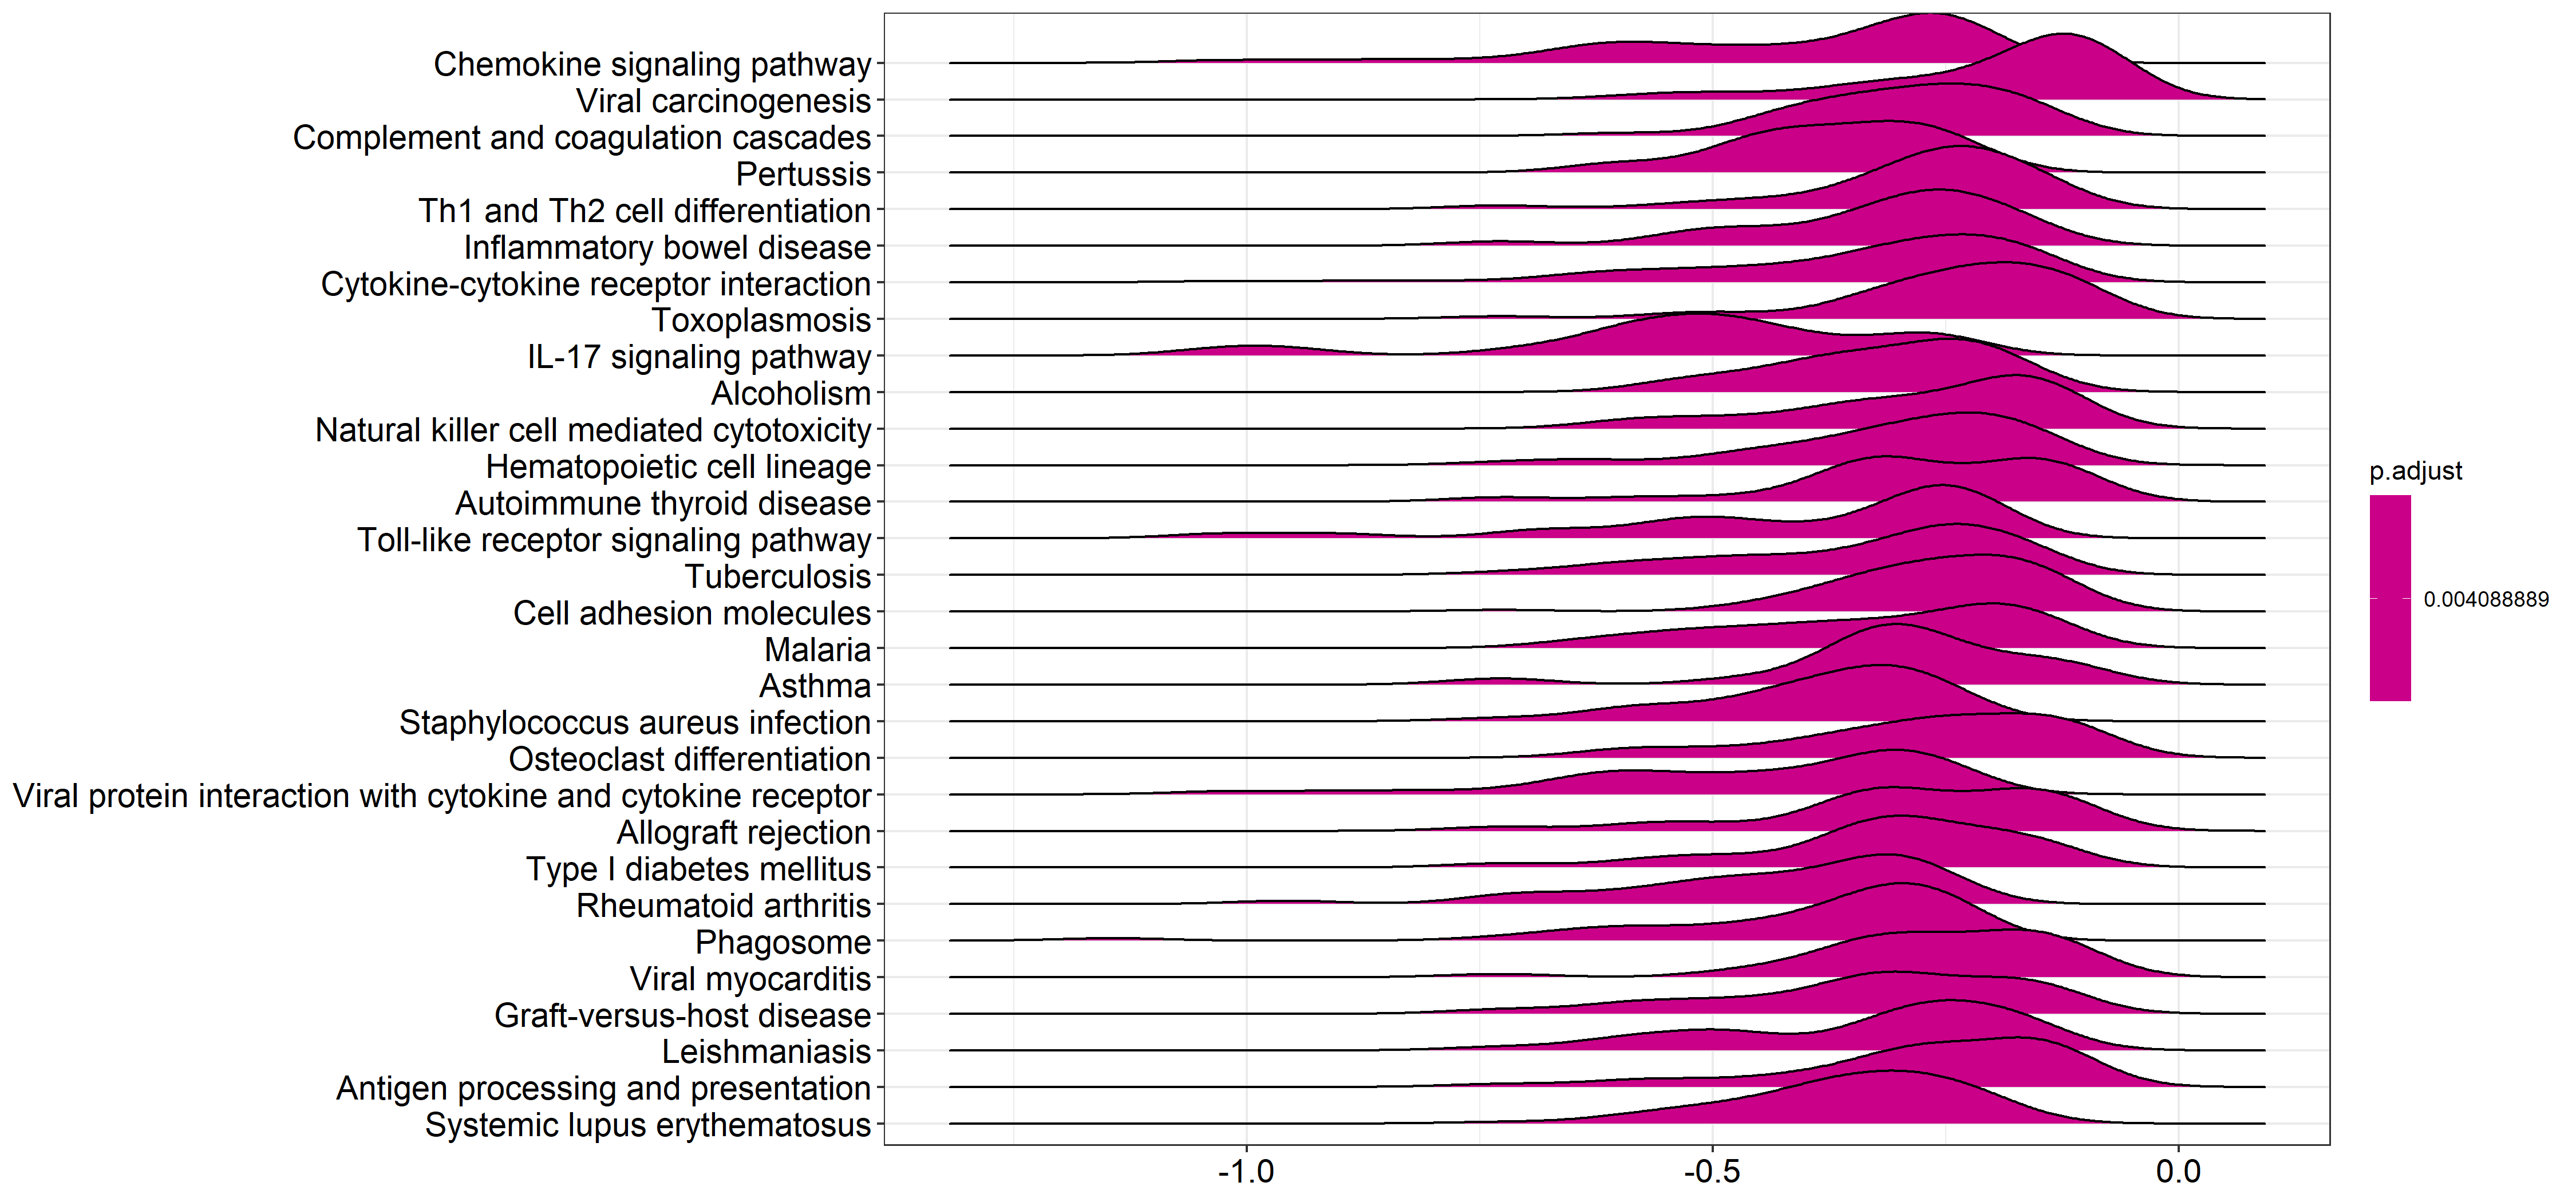 Chemokine signaling pathway
Viral carcinogenesis
Complement and coagulation cascades
Pertussis
Th1 and Th2 cell differentiation
Inflammatory bowel disease
Cytokine-cytokine receptor interaction
Toxoplasmosis
IL-17 signaling pathway
Alcoholism
Natural killer cell mediated cytotoxicity
Hematopoietic cell lineage
Autoimmune thyroid disease
Toll-like receptor signaling pathway
Tuberculosis
Cell adhesion molecules
Malaria
Asthma
Staphylococcus aureus infection
Osteoclast differentiation
Viral protein interaction with cytokine and cytokine receptor
Allograft rejection
Type I diabetes mellitus
Rheumatoid arthritis
Phagosome
Viral myocarditis
Graft-versus-host disease
Leishmaniasis
Antigen processing and presentation
Systemic lupus erythematosus
-1.0 -0.5 0.0
p.adjust
0.004088889